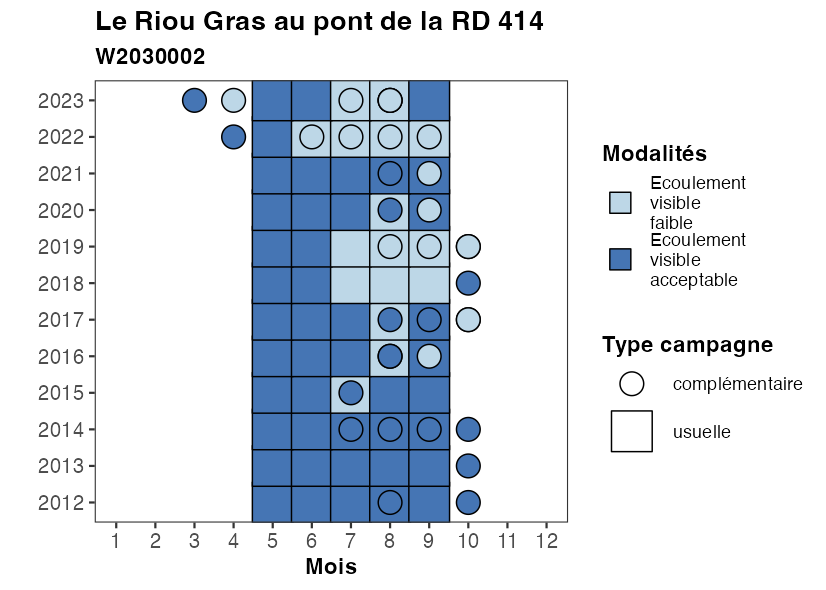 Le Riou Gras au pont de la RD 414
W2030002
2023
2022
2021
2020
2019
2018
2017
2016
2015
2014
2013
2012
1 2 3 4 5 6 7 8 9 10 11 12
Mois
Modalités
Ecoulement
visible
faible
Ecoulement
visible
acceptable
Type campagne
complémentaire
usuelle